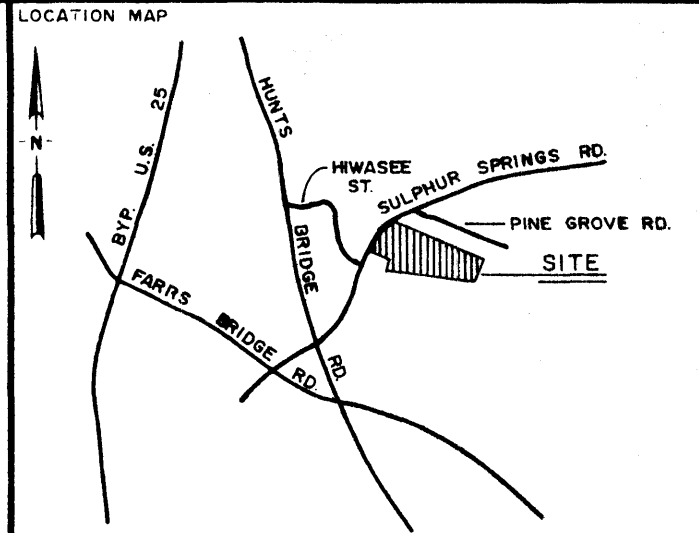 LOCATION MAP
N
BYP. U.S. 25
HUNTS BRIDGE RD.
HIWASEE
ST.
SULPHUR SPRINGS RD.
PINE GROVE RD.
SITE
FARRS BRIDGE RD.